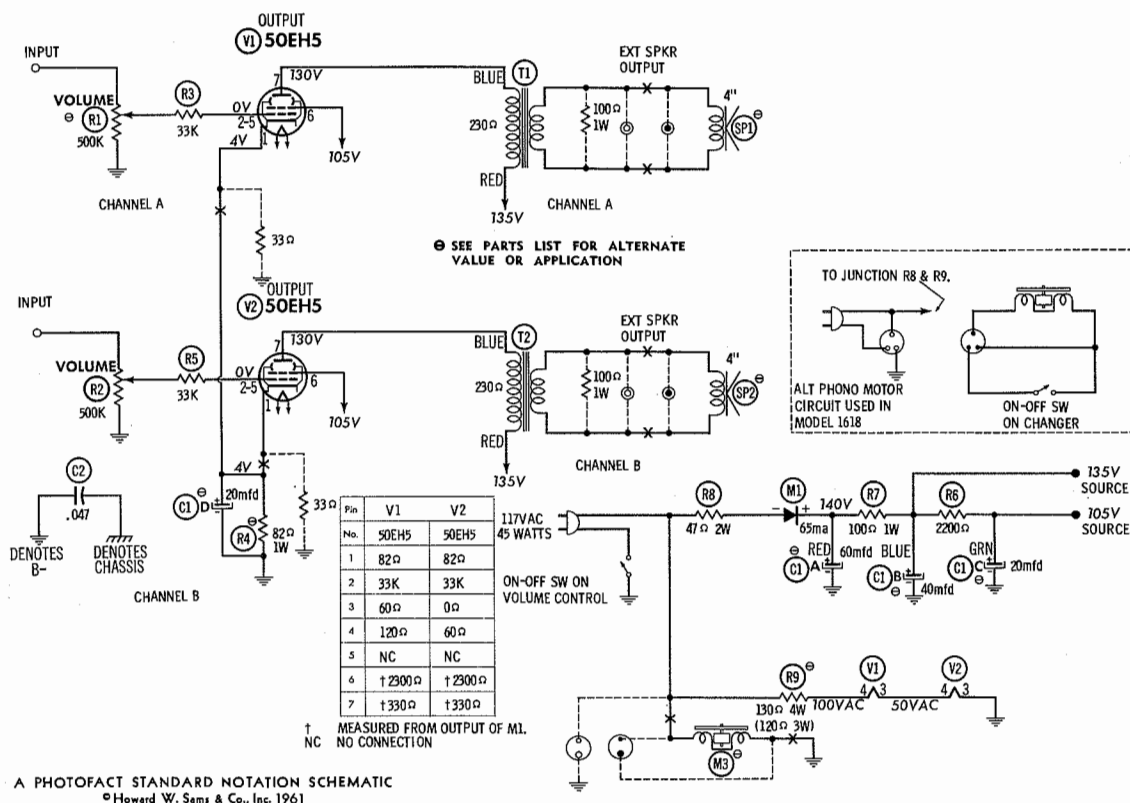 OUTPUT
V1 50EH5
INPUT
7 130V
VOLUME
⊖ R1
500K
R3
33K
0V
2-5
6
1
4V
105V
CHANNEL A
33Ω
BLUE
T1
230Ω
RED
135V
EXT SPKR
OUTPUT
100Ω
1W
4"
SP1 ⊖
CHANNEL A
⊖ SEE PARTS LIST FOR ALTERNATE
VALUE OR APPLICATION
OUTPUT
V2 50EH5
INPUT
7 130V
VOLUME
⊖ R2
500K
R5
33K
0V
2-5
6
1
105V
BLUE
T2
230Ω
RED
135V
EXT SPKR
OUTPUT
100Ω
1W
4"
SP2 ⊖
CHANNEL B
TO JUNCTION R8 & R9.
ALT PHONO MOTOR
CIRCUIT USED IN
MODEL 1618
ON-OFF SW
ON CHANGER
C2
.047
DENOTES
B-
DENOTES
CHASSIS
4V
⊖
C1 D
20mfd
⊖
R4
82Ω
1W
33Ω
CHANNEL B
Pin No. V1 50EH5 V2 50EH5
1 82Ω 82Ω
2 33K 33K
3 60Ω 0Ω
4 120Ω 60Ω
5 NC NC
6 †2300Ω †2300Ω
7 †330Ω †330Ω
† MEASURED FROM OUTPUT OF M1.
NC NO CONNECTION
117VAC
45 WATTS
ON-OFF SW ON
VOLUME CONTROL
R8
47Ω 2W
M1
- +
65ma
140V
R7
100Ω 1W
R6
2200Ω
135V
SOURCE
105V
SOURCE
⊖ RED
C1 A
60mfd
BLUE
C1 B
⊖
40mfd
GRN
C1 C
⊖
20mfd
R9 ⊖
130Ω 4W
(120Ω 3W)
100VAC
V1
4 3
50VAC
V2
4 3
M3 ⊖
A PHOTOFACT STANDARD NOTATION SCHEMATIC
© Howard W. Sams & Co., Inc. 1961